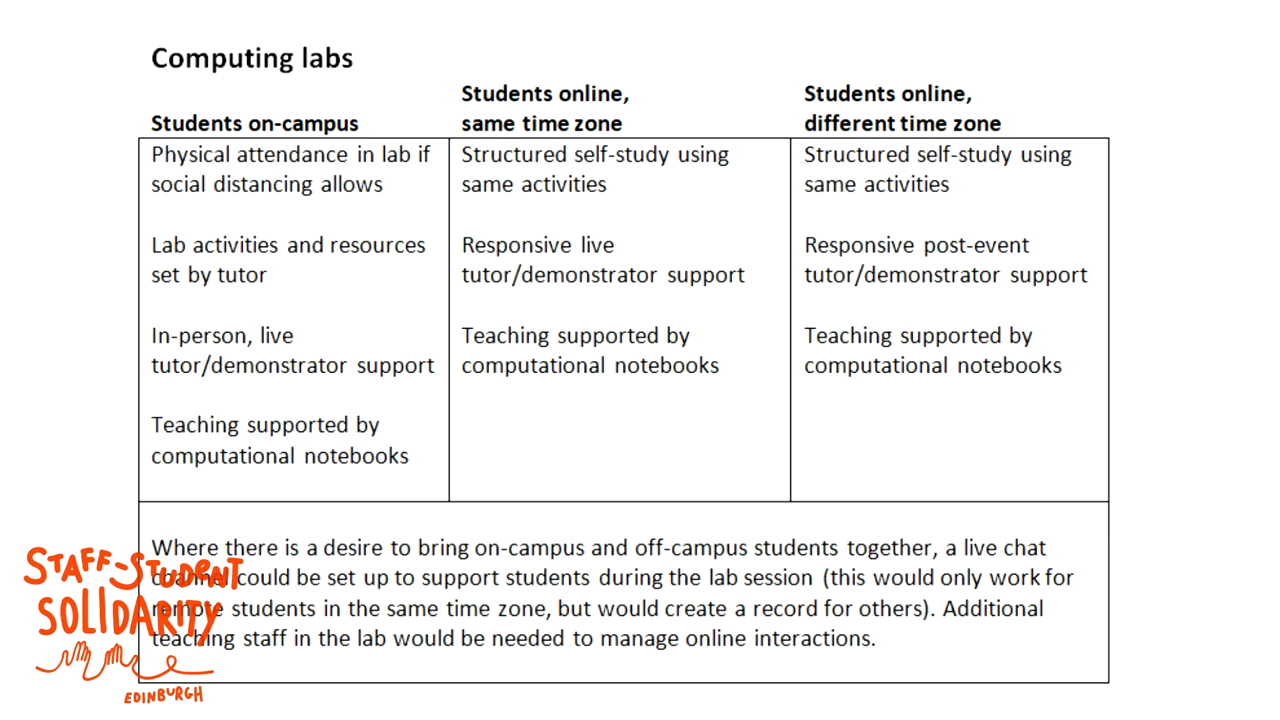 Computing labs
Students on-campus
Students online,
same time zone
Students online,
different time zone
Physical attendance in lab if
social distancing allows
Lab activities and resources
set by tutor
In-person, live
tutor/demonstrator support
Teaching supported by
computational notebooks
Structured self-study using
same activities
Responsive live
tutor/demonstrator support
Teaching supported by
computational notebooks
Structured self-study using
same activities
Responsive post-event
tutor/demonstrator support
Teaching supported by
computational notebooks
Where there is a desire to bring on-campus and off-campus students together, a live chat
channel could be set up to support students during the lab session (this would only work for
remote students in the same time zone, but would create a record for others). Additional
teaching staff in the lab would be needed to manage online interactions.
STAFF-STUDENT
SOLIDARITY
EDINBURGH